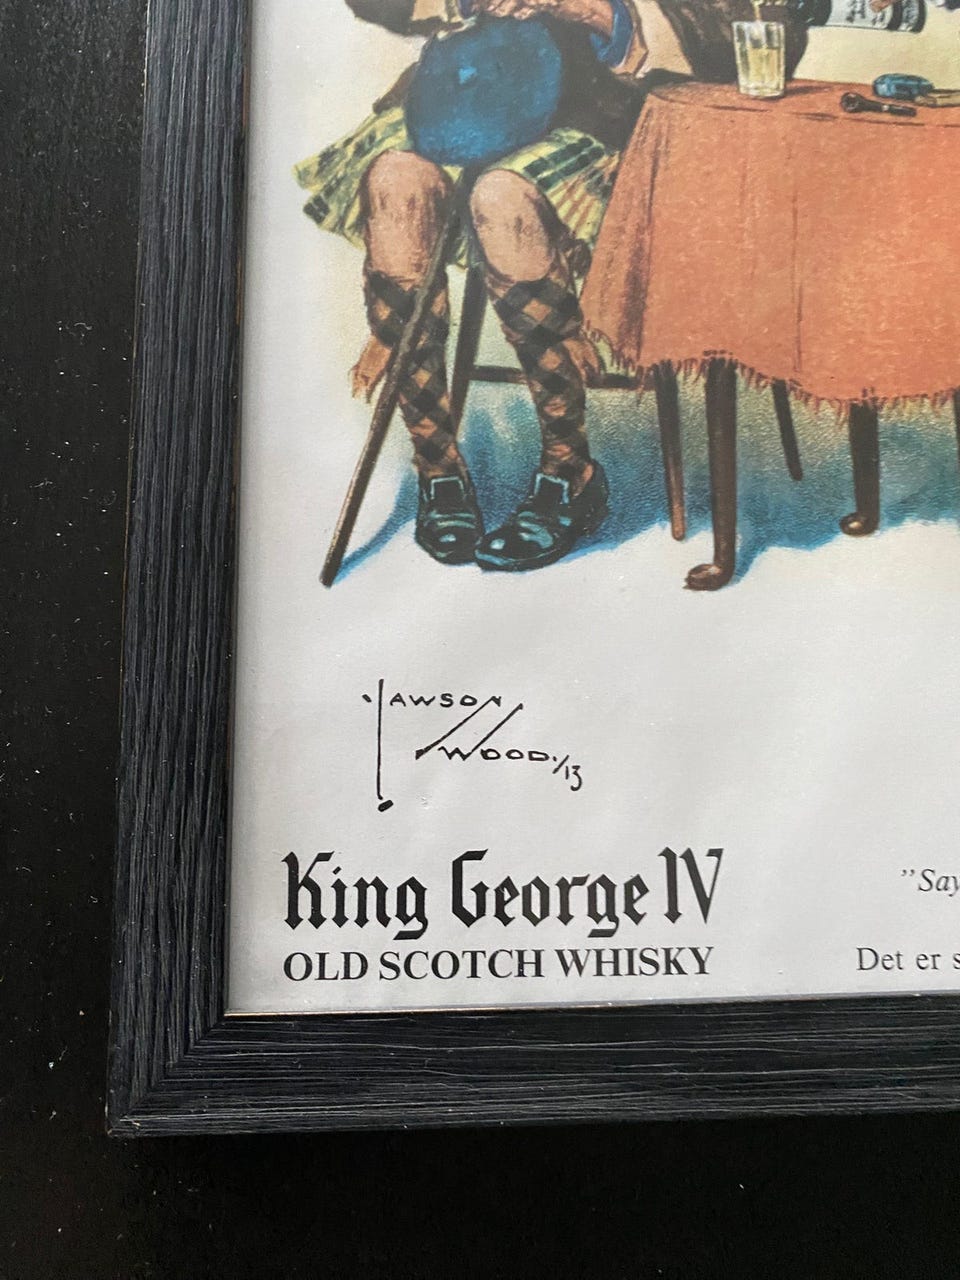 LAWSON
WOOD./13
King George IV
OLD SCOTCH WHISKY
"Say
Det er s